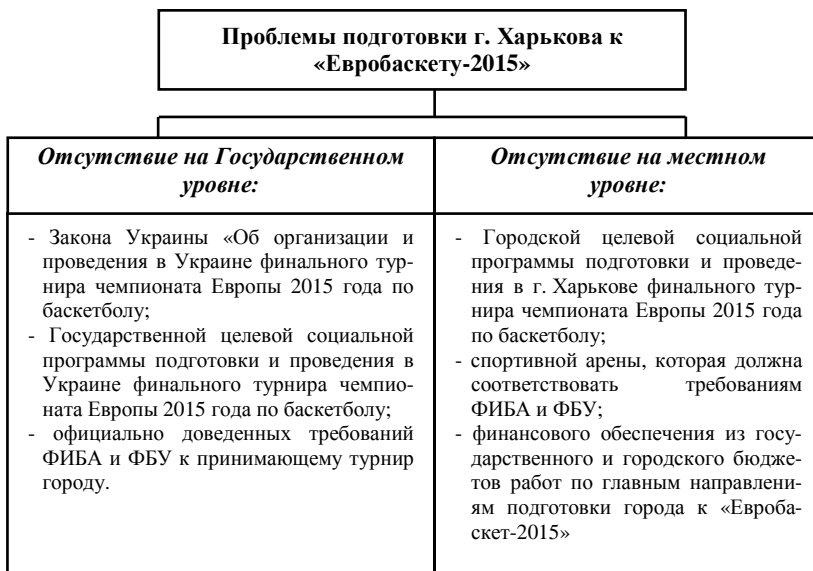 Проблемы подготовки г. Харькова к
«Евробаскету-2015»
Отсутствие на Государственном
уровне:
- Закона Украины «Об организации и
проведения в Украине финального тур-
нира чемпионата Европы 2015 года по
баскетболу;
- Государственной целевой социальной
программы подготовки и проведения в
Украине финального турнира чемпио-
ната Европы 2015 года по баскетболу;
- официально доведенных требований
ФИБА и ФБУ к принимающему турнир
городу.
Отсутствие на местном
уровне:
- Городской целевой социальной
программы подготовки и проведе-
ния в г. Харькове финального тур-
нира чемпионата Европы 2015 года
по баскетболу;
- спортивной арены, которая должна
соответствовать требованиям
ФИБА и ФБУ;
- финансового обеспечения из госу-
дарственного и городского бюдже-
тов работ по главным направлени-
ям подготовки города к «Евроба-
скет-2015»